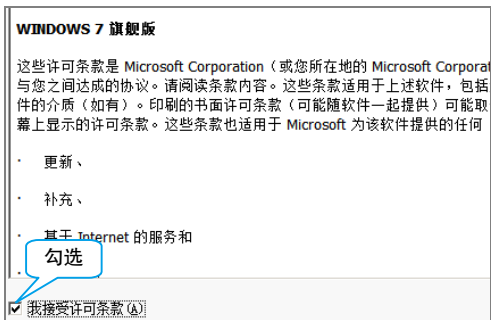 WINDOWS 7 旗舰版
这些许可条款是 Microsoft Corporation（或您所在地的 Microsoft Corporat
与您之间达成的协议。请阅读条款内容。这些条款适用于上述软件，包括
件的介质（如有）。印刷的书面许可条款（可能随软件一起提供）可能取
幕上显示的许可条款。这些条款也适用于 Microsoft 为该软件提供的任何
· 更新、
· 补充、
· 基于 Internet 的服务和
勾选
我接受许可条款(A)